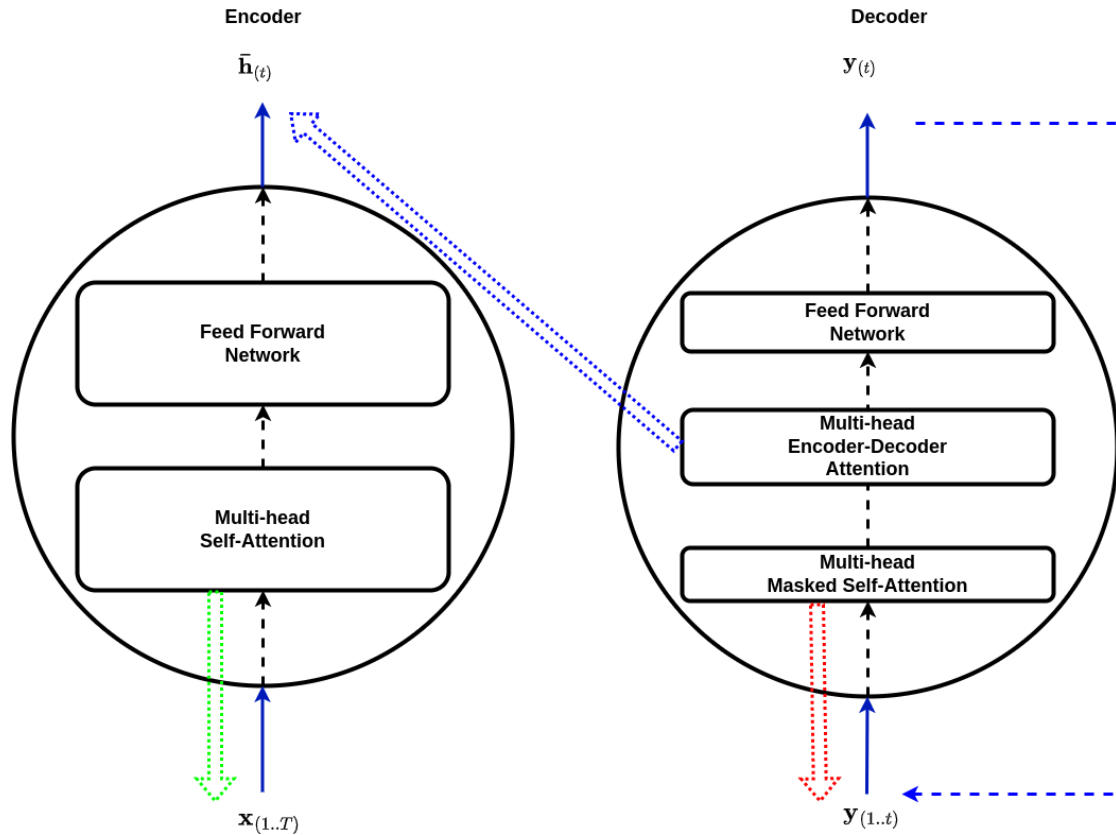 Encoder
h̄(t)
Feed Forward
Network
Multi-head
Self-Attention
x(1..T)
Decoder
y(t)
Feed Forward
Network
Multi-head
Encoder-Decoder
Attention
Multi-head
Masked Self-Attention
y(1..t)